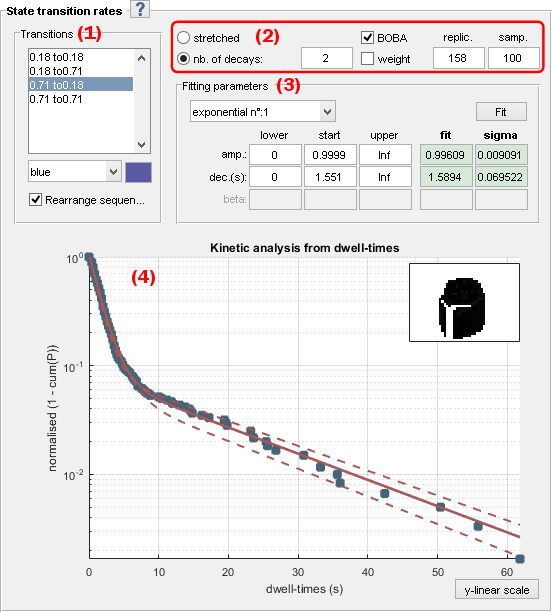 State transition rates ?
Transitions (1)
0.18 to0.18
0.18 to0.71
0.71 to0.18
0.71 to0.71
blue
Rearrange sequen...
stretched (2) BOBA replic. samp.
nb. of decays: 2 weight 158 100
Fitting parameters (3)
exponential n°:1 Fit
lower start upper fit sigma
amp.: 0 0.9999 Inf 0.99609 0.009091
dec.(s): 0 1.551 Inf 1.5894 0.069522
beta:
Kinetic analysis from dwell-times
(4)
normalised (1 - cum(P))
10^0
10^-1
10^-2
0 10 20 30 40 50 60
dwell-times (s)
y-linear scale